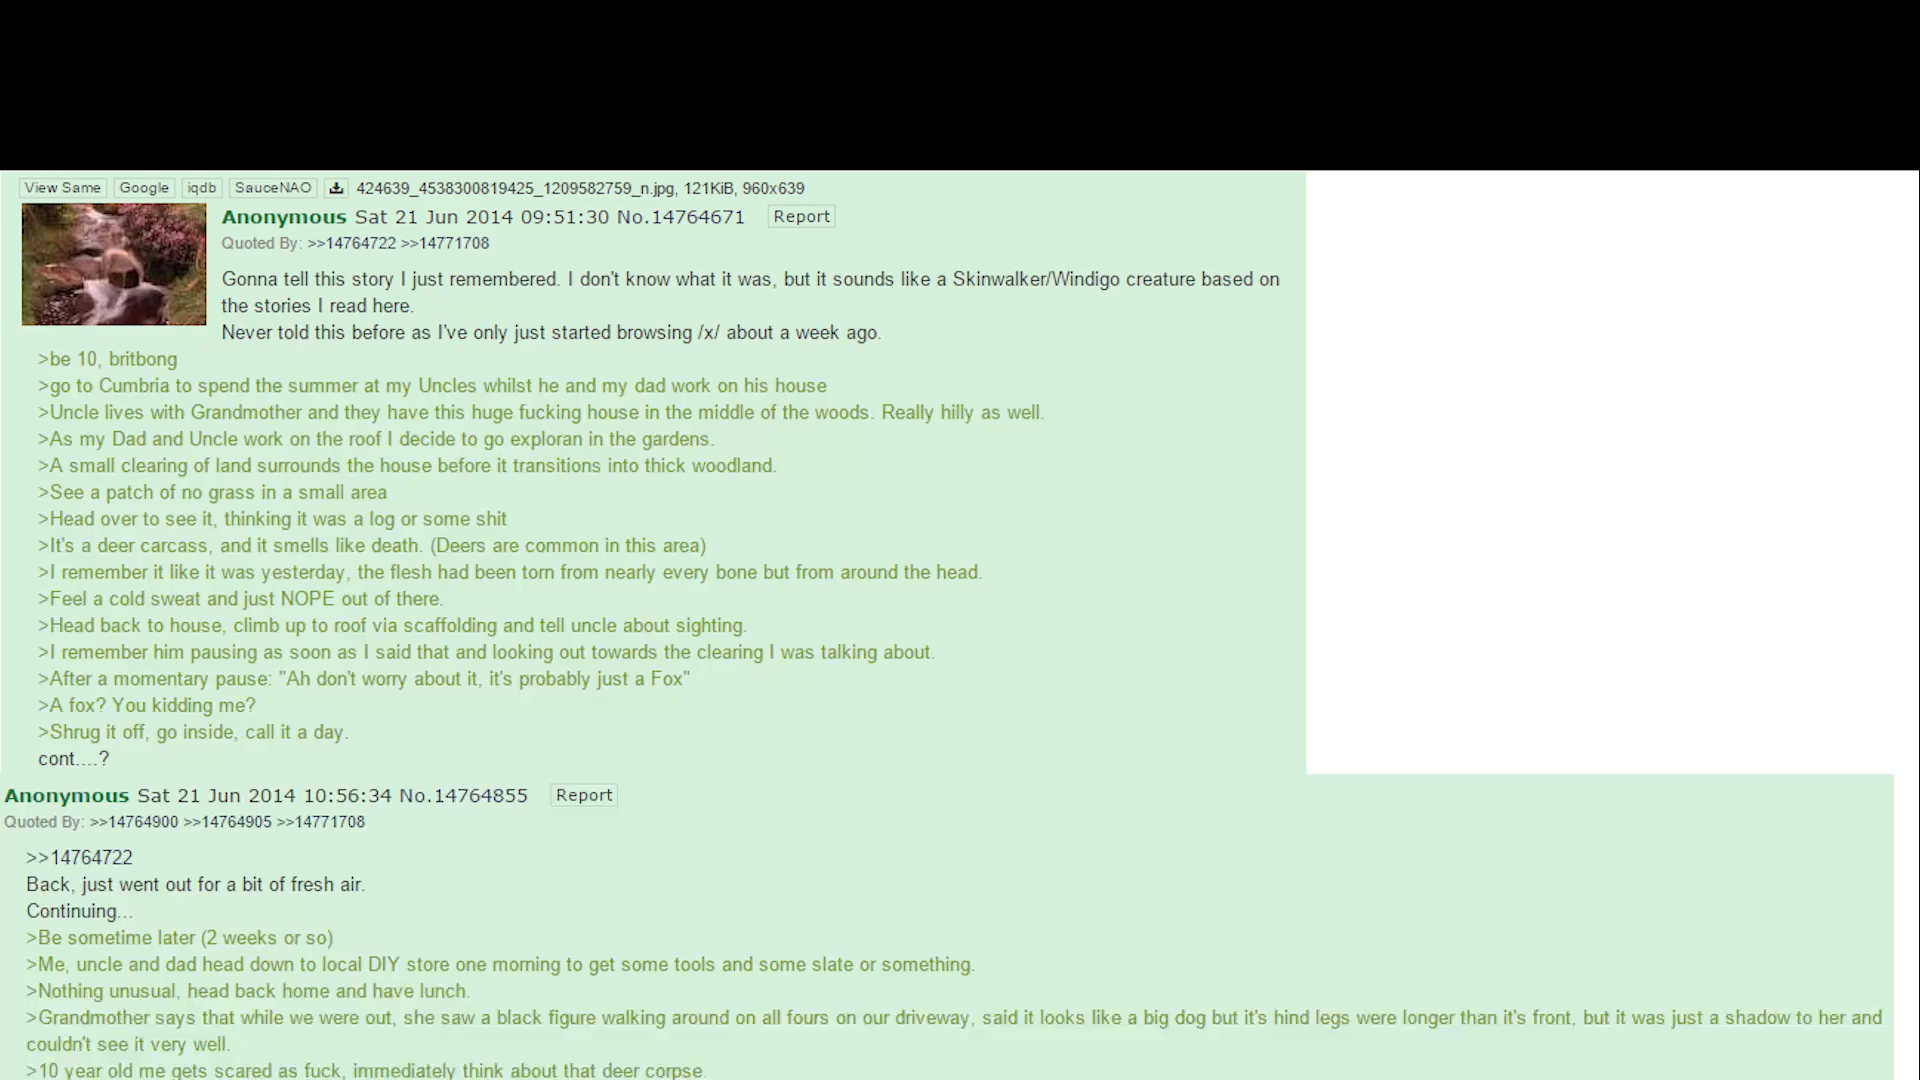 View Same Google iqdb SauceNAO 424639_4538300819425_1209582759_n.jpg, 121KiB, 960x639
Anonymous Sat 21 Jun 2014 09:51:30 No.14764671 Report
Quoted By: >>14764722 >>14771708
Gonna tell this story I just remembered. I don't know what it was, but it sounds like a Skinwalker/Windigo creature based on
the stories I read here.
Never told this before as I've only just started browsing /x/ about a week ago.
>be 10, britbong
>go to Cumbria to spend the summer at my Uncles whilst he and my dad work on his house
>Uncle lives with Grandmother and they have this huge fucking house in the middle of the woods. Really hilly as well.
>As my Dad and Uncle work on the roof I decide to go exploran in the gardens.
>A small clearing of land surrounds the house before it transitions into thick woodland.
>See a patch of no grass in a small area
>Head over to see it, thinking it was a log or some shit
>It's a deer carcass, and it smells like death. (Deers are common in this area)
>I remember it like it was yesterday, the flesh had been torn from nearly every bone but from around the head.
>Feel a cold sweat and just NOPE out of there.
>Head back to house, climb up to roof via scaffolding and tell uncle about sighting.
>I remember him pausing as soon as I said that and looking out towards the clearing I was talking about.
>After a momentary pause: "Ah don't worry about it, it's probably just a Fox"
>A fox? You kidding me?
>Shrug it off, go inside, call it a day.
cont....?
Anonymous Sat 21 Jun 2014 10:56:34 No.14764855 Report
Quoted By: >>14764900 >>14764905 >>14771708
>>14764722
Back, just went out for a bit of fresh air.
Continuing...
>Be sometime later (2 weeks or so)
>Me, uncle and dad head down to local DIY store one morning to get some tools and some slate or something.
>Nothing unusual, head back home and have lunch.
>Grandmother says that while we were out, she saw a black figure walking around on all fours on our driveway, said it looks like a big dog but it's hind legs were longer than it's front, but it was just a shadow to her and
couldn't see it very well.
>10 year old me gets scared as fuck, immediately think about that deer corpse.